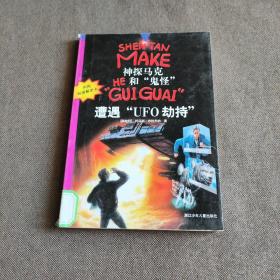 SHEN TAN
MAKE
神探马克
HE 和“鬼怪”
"GUI GUAI"
遭遇“UFO 劫持”
浙江少年儿童出版社